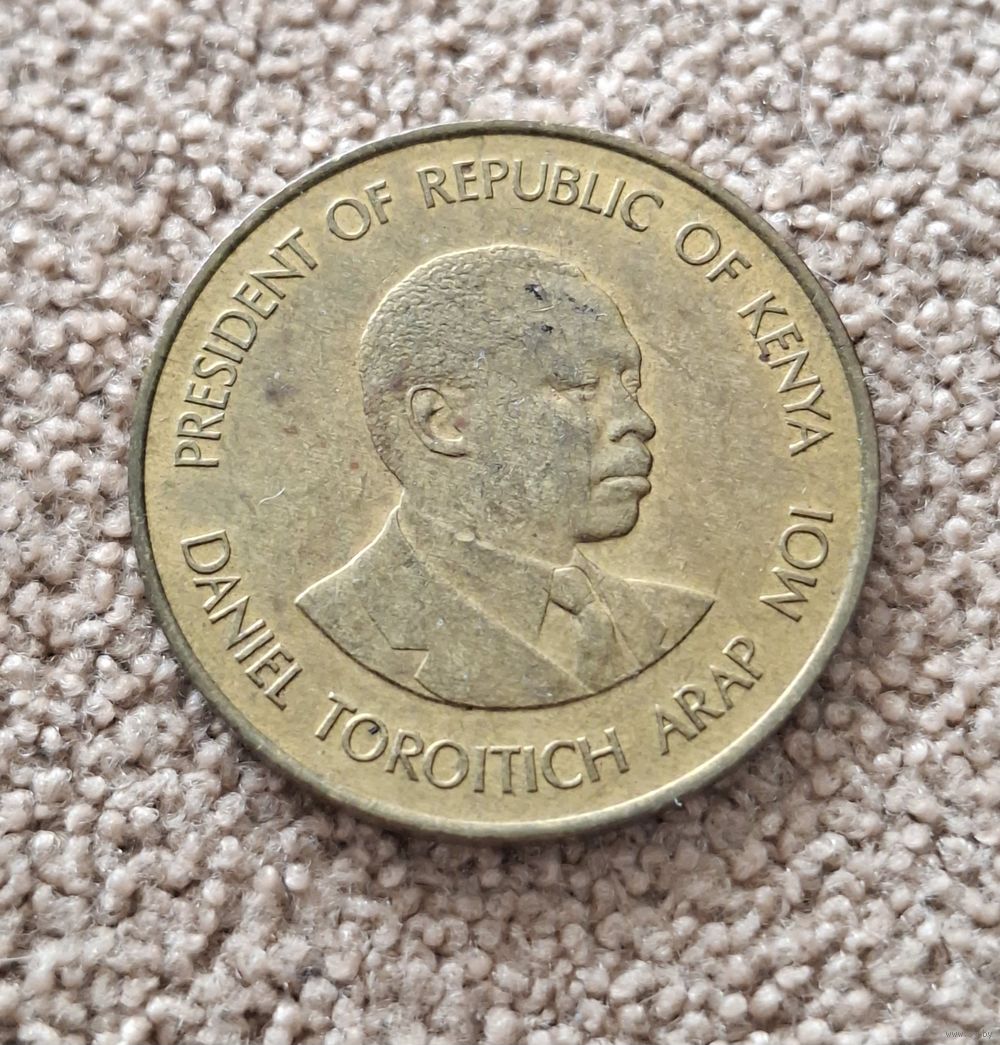 PRESIDENT OF REPUBLIC OF KENYA
DANIEL TOROITICH ARAP MOI